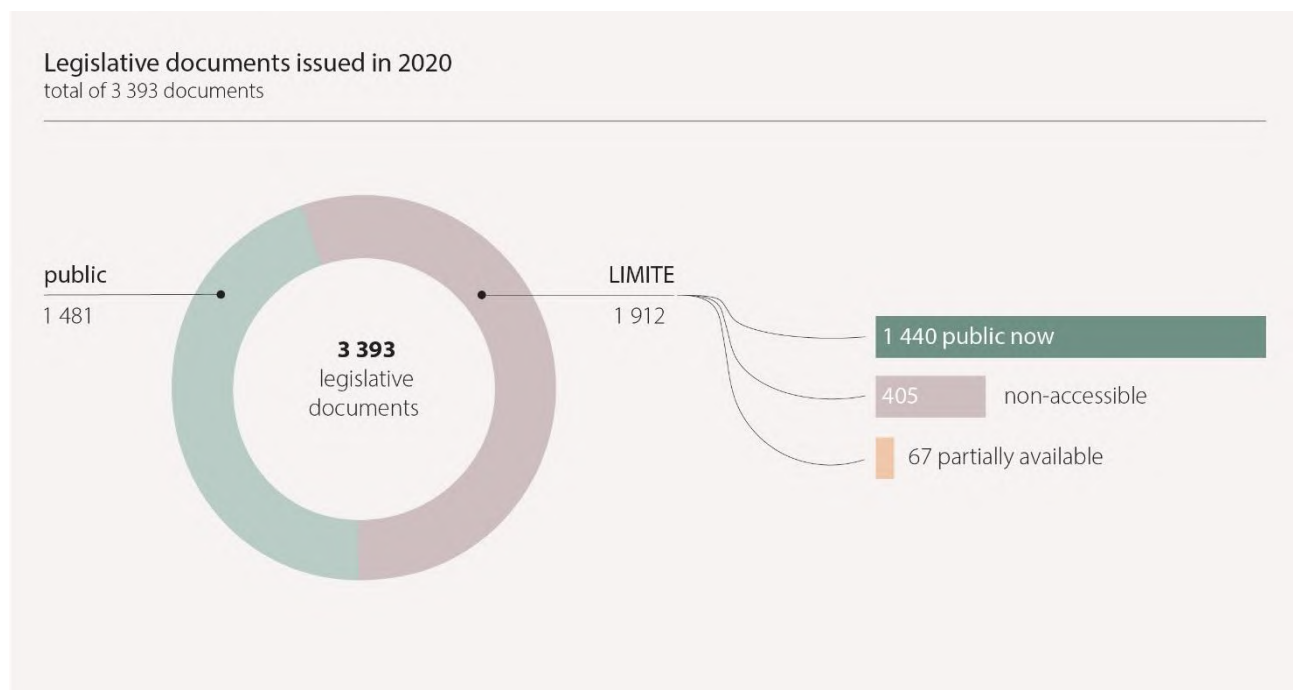 Legislative documents issued in 2020
total of 3 393 documents
public
1 481
3 393
legislative
documents
LIMITE
1 912
1 440 public now
405 non-accessible
67 partially available